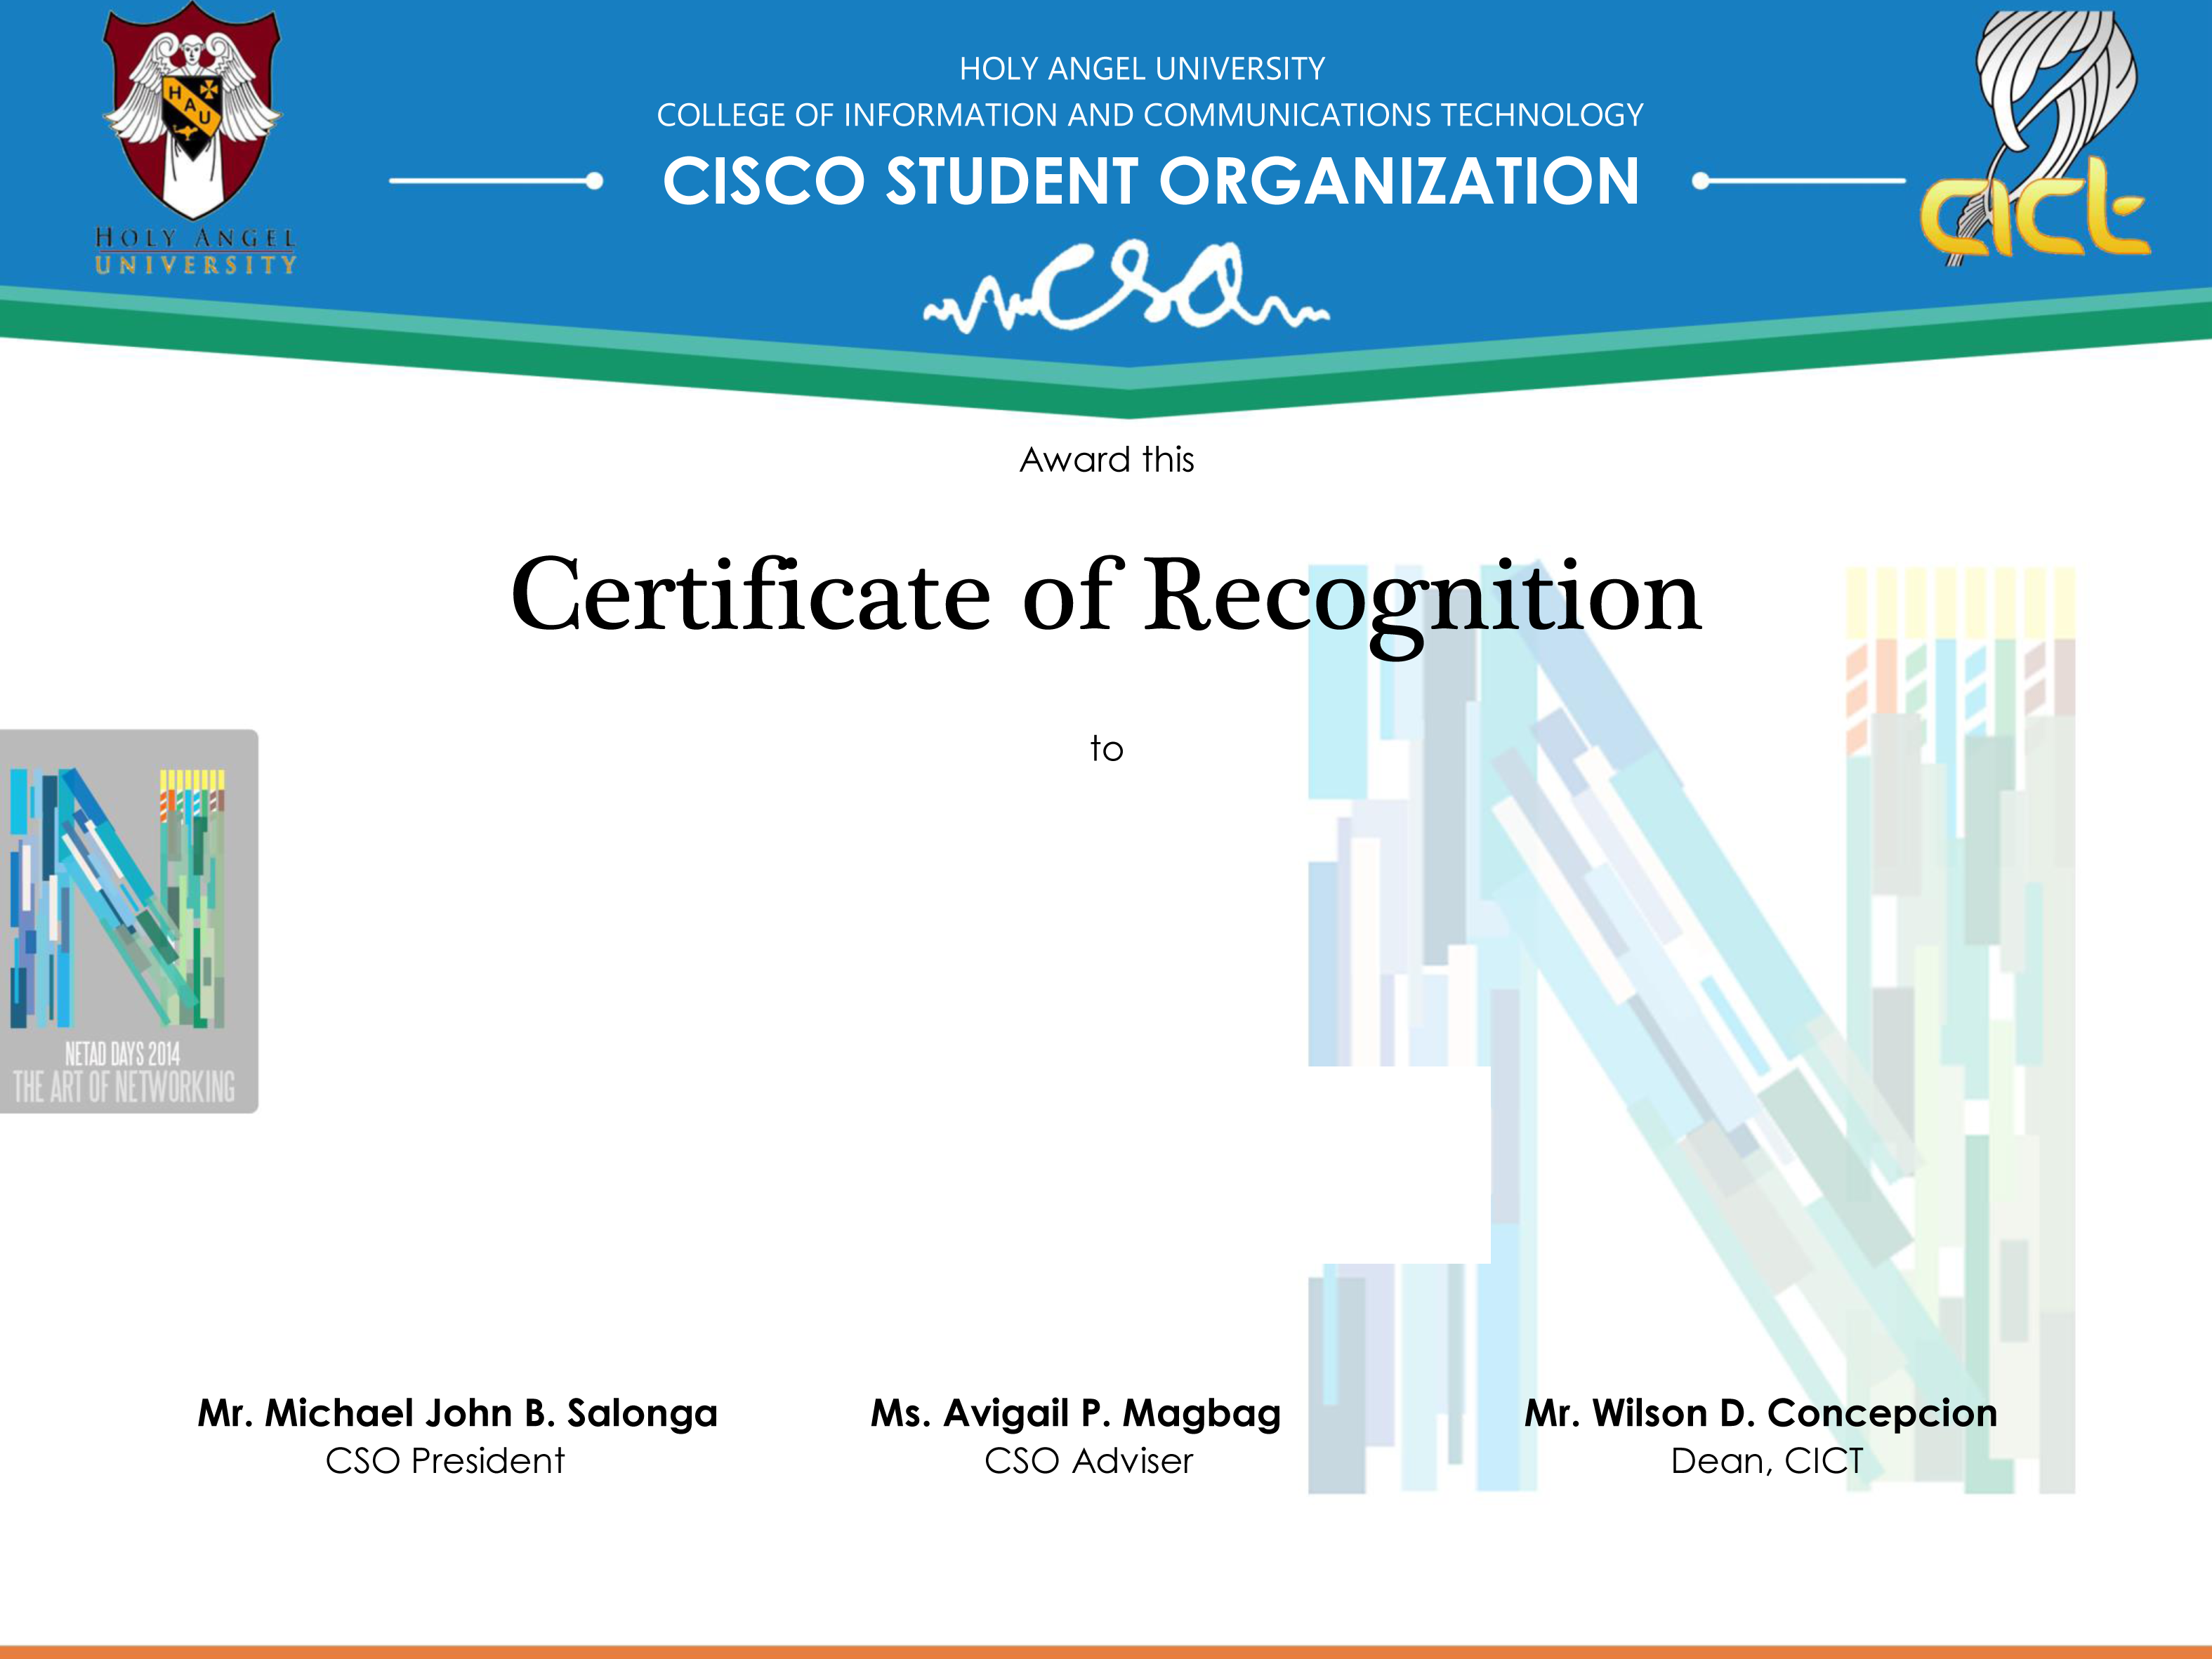 HAU
HOLY ANGEL
UNIVERSITY
HOLY ANGEL UNIVERSITY
COLLEGE OF INFORMATION AND COMMUNICATIONS TECHNOLOGY
CISCO STUDENT ORGANIZATION
cso
cict
Award this
Certificate of Recognition
to
NETAD DAYS 2014
THE ART OF NETWORKING
Mr. Michael John B. Salonga
CSO President
Ms. Avigail P. Magbag
CSO Adviser
Mr. Wilson D. Concepcion
Dean, CICT